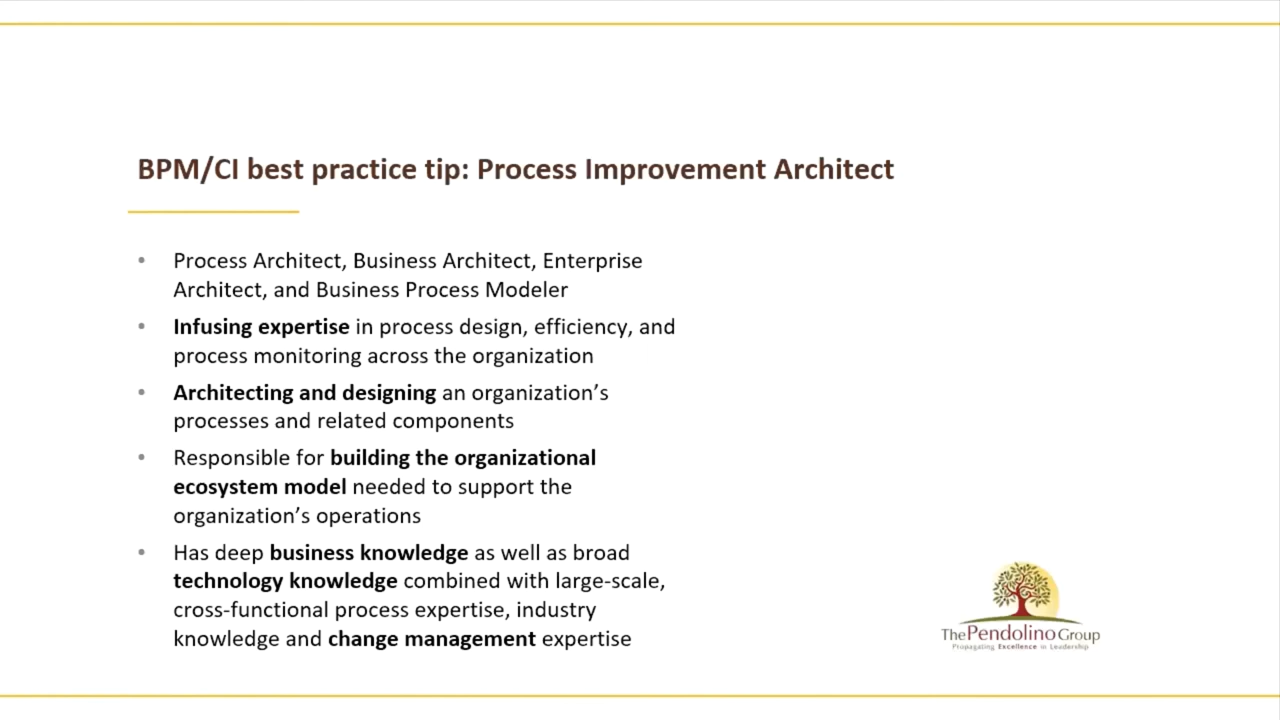 BPM/CI best practice tip: Process Improvement Architect
• Process Architect, Business Architect, Enterprise
Architect, and Business Process Modeler
• Infusing expertise in process design, efficiency, and
process monitoring across the organization
• Architecting and designing an organization’s
processes and related components
• Responsible for building the organizational
ecosystem model needed to support the
organization’s operations
• Has deep business knowledge as well as broad
technology knowledge combined with large-scale,
cross-functional process expertise, industry
knowledge and change management expertise
ThePendolinoGroup
Propagating Excellence in Leadership